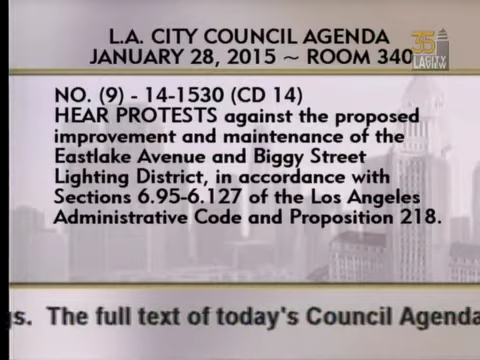 L.A. CITY COUNCIL AGENDA
JANUARY 28, 2015 ~ ROOM 340
35
LA CITY
VIEW
NO. (9) - 14-1530 (CD 14)
HEAR PROTESTS against the proposed
improvement and maintenance of the
Eastlake Avenue and Biggy Street
Lighting District, in accordance with
Sections 6.95-6.127 of the Los Angeles
Administrative Code and Proposition 218.
gs. The full text of today's Council Agenda